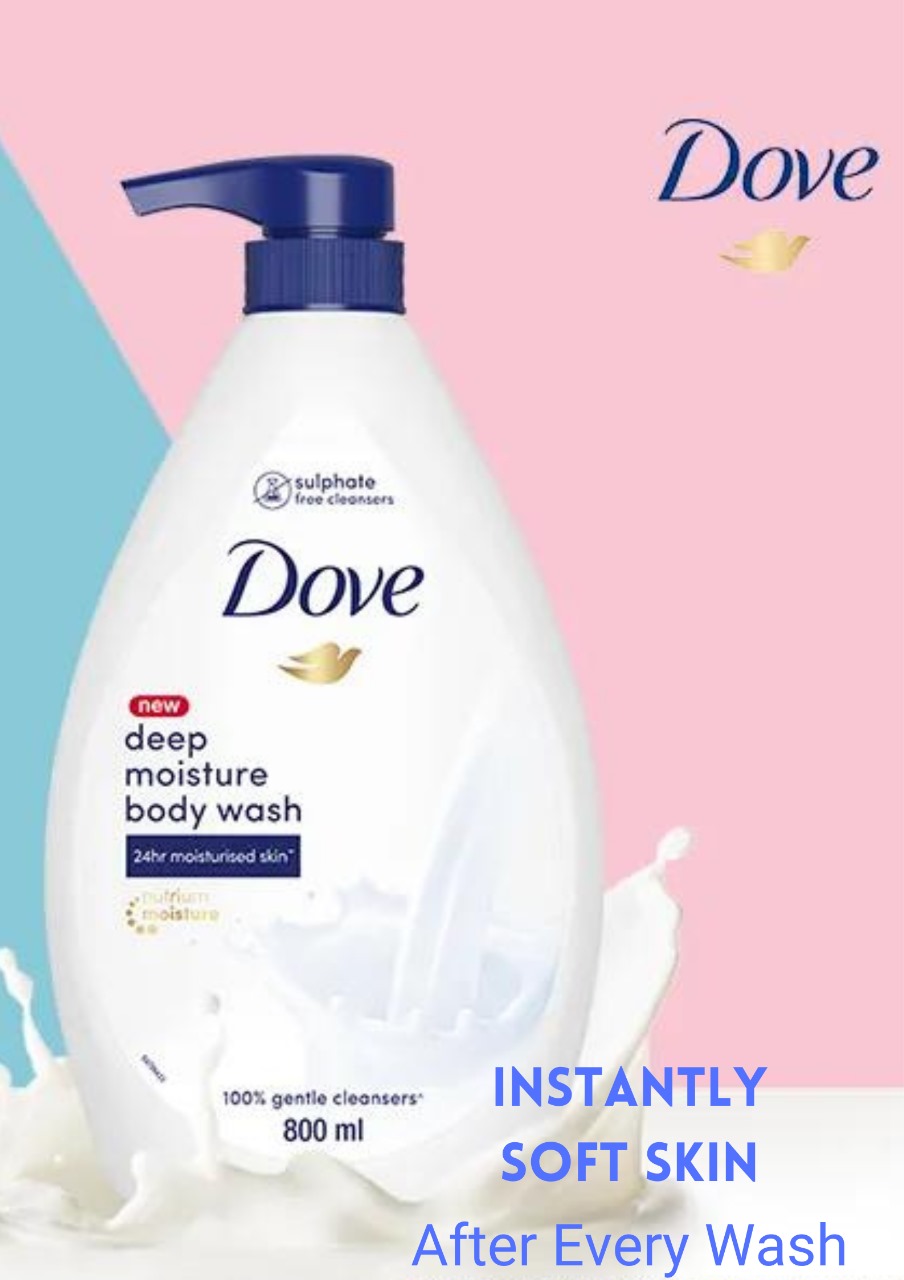 Dove
sulphate
free cleansers
Dove
new
deep
moisture
body wash
24hr moisturised skin
nutrium
moisture
100% gentle cleansers^
800 ml
INSTANTLY
SOFT SKIN
After Every Wash